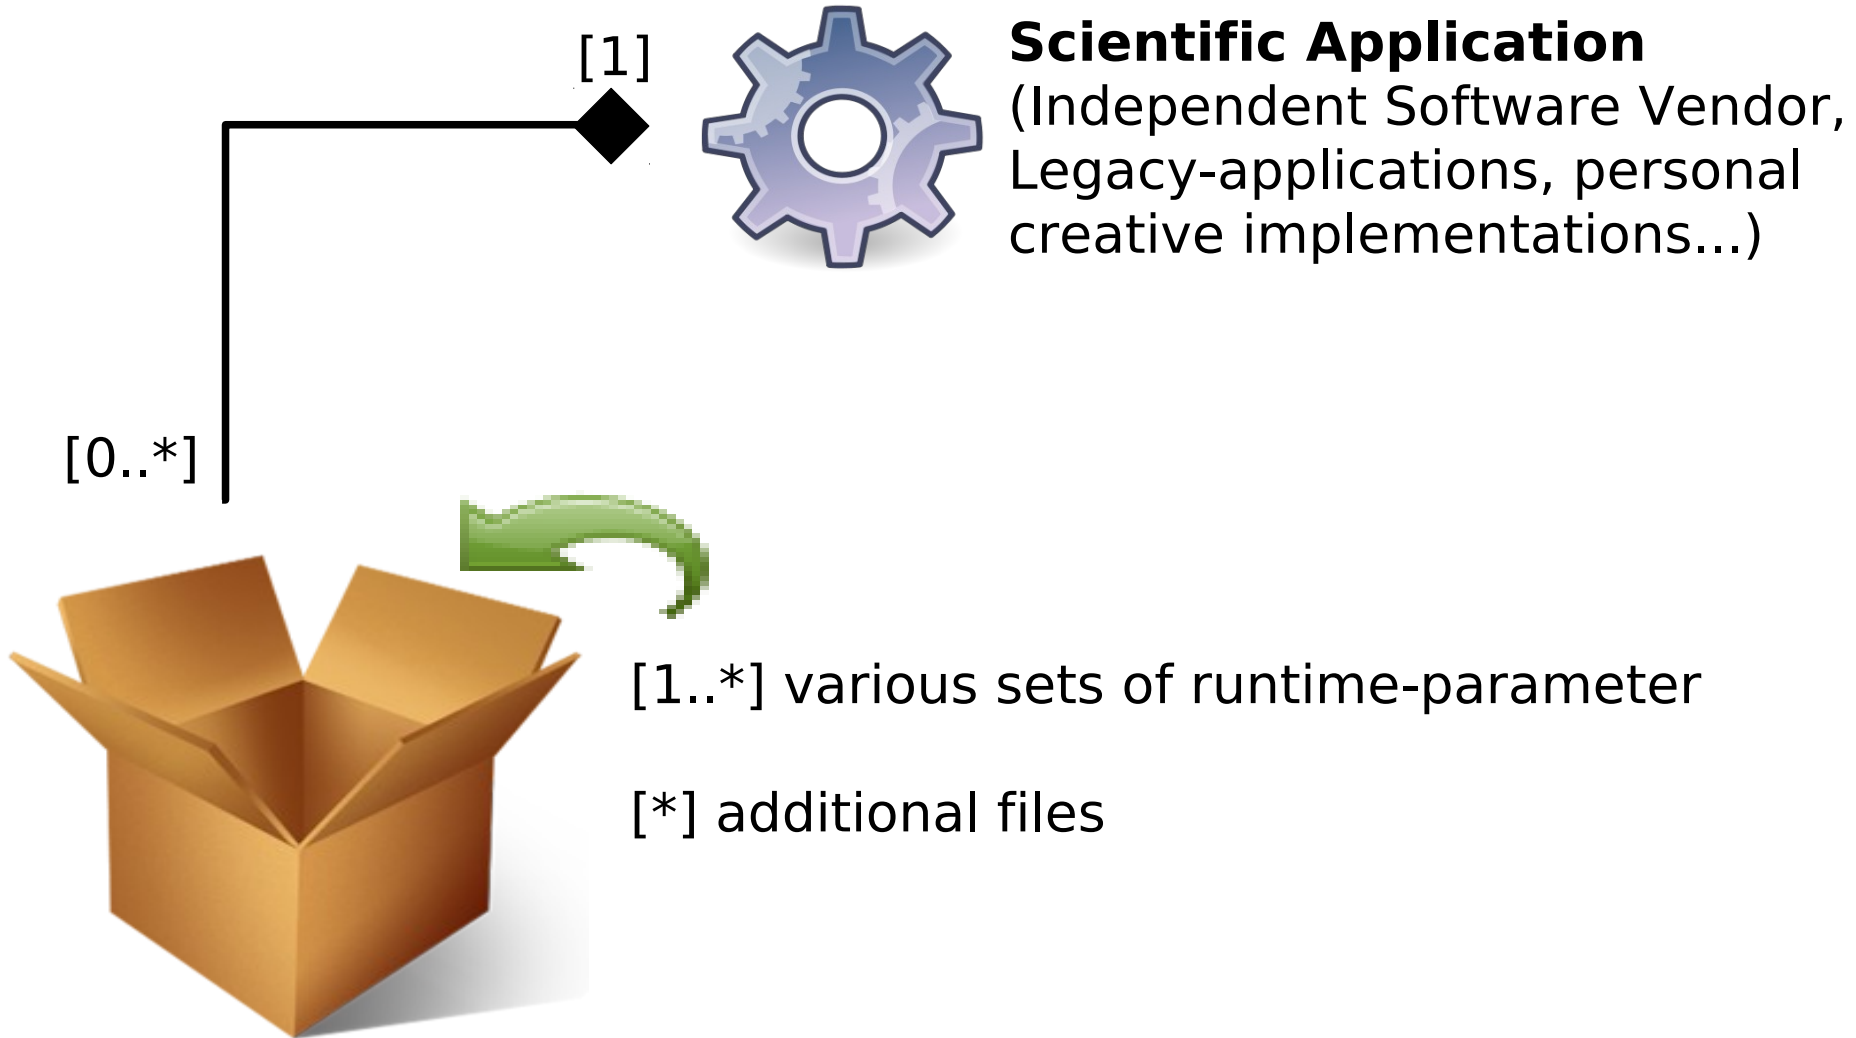 [1]
Scientific Application
(Independent Software Vendor,
Legacy-applications, personal
creative implementations...)
[0..*]
[1..*] various sets of runtime-parameter
[*] additional files